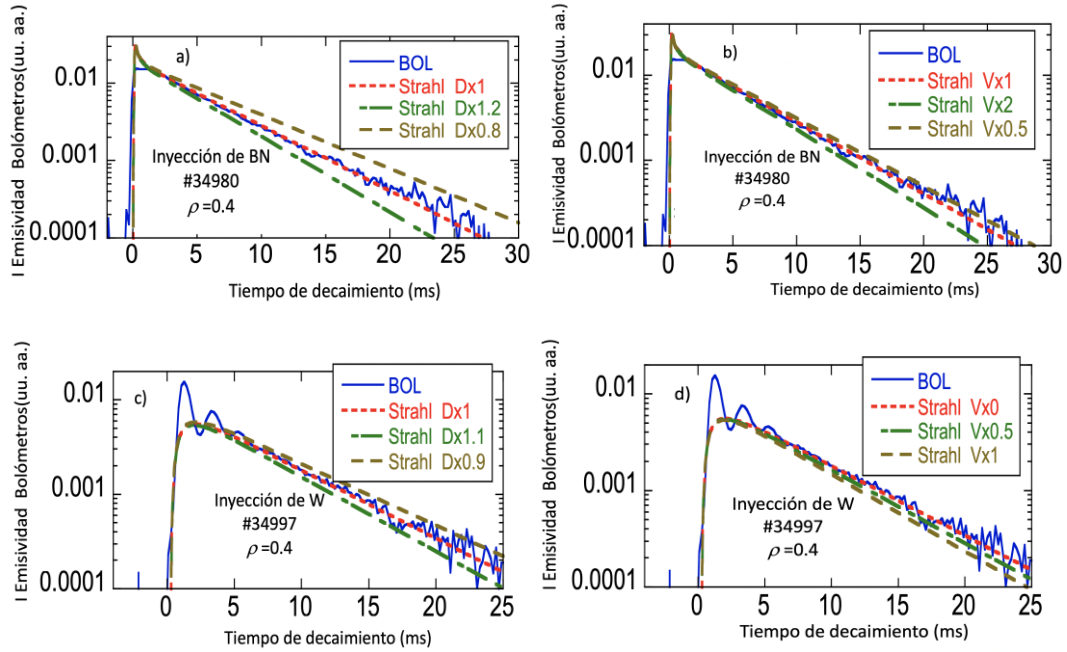 a)
BOL
Strahl Dx1
Strahl Dx1.2
Strahl Dx0.8
Inyección de BN
#34980
ρ=0.4
I Emisividad Bolómetros(uu. aa.)
0.01
0.001
0.0001
0 5 10 15 20 25 30
Tiempo de decaimiento (ms)
b)
BOL
Strahl Vx1
Strahl Vx2
Strahl Vx0.5
Inyección de BN
#34980
ρ=0.4
I Emisividad Bolómetros(uu. aa.)
0.01
0.001
0.0001
0 5 10 15 20 25 30
Tiempo de decaimiento (ms)
c)
BOL
Strahl Dx1
Strahl Dx1.1
Strahl Dx0.9
Inyección de W
#34997
ρ=0.4
I Emisividad Bolómetros(uu. aa.)
0.01
0.001
0.0001
0 5 10 15 20 25
Tiempo de decaimiento (ms)
d)
BOL
Strahl Vx0
Strahl Vx0.5
Strahl Vx1
Inyección de W
#34997
ρ=0.4
I Emisividad Bolómetros(uu. aa.)
0.01
0.001
0.0001
0 5 10 15 20 25
Tiempo de decaimiento (ms)